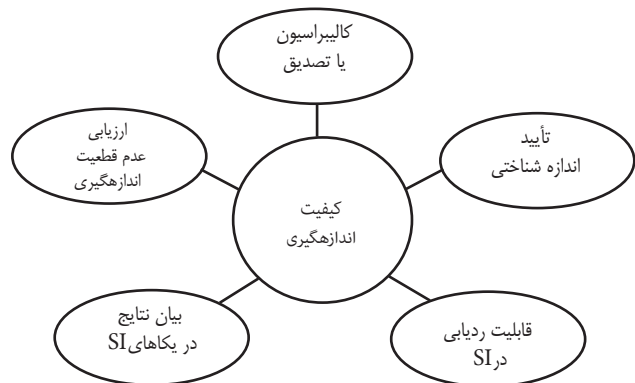 کالیبراسیون
یا تصدیق
تأیید
اندازه شناختی
ارزیابی
عدم قطعیت
اندازهگیری
کیفیت
اندازهگیری
بیان نتایج
در یکاهایSI
قابلیت ردیابی
درSI